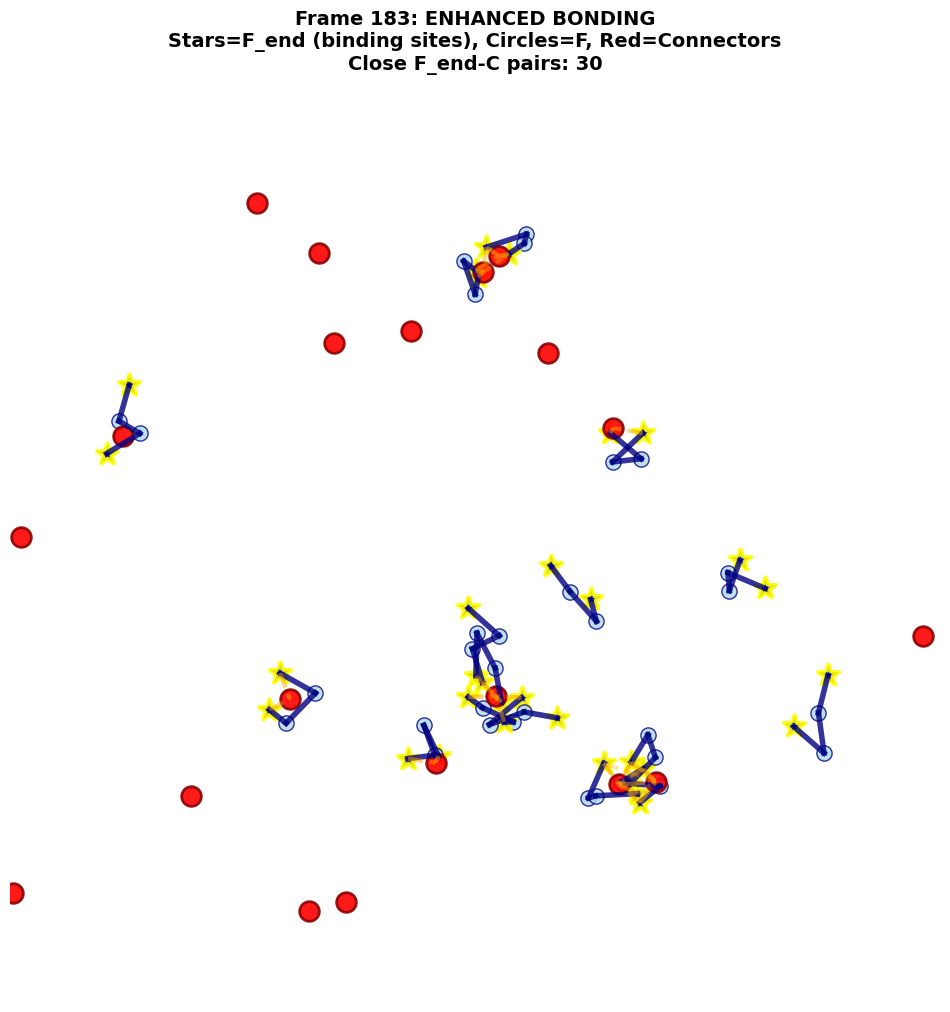 Frame 183: ENHANCED BONDING
Stars=F_end (binding sites), Circles=F, Red=Connectors
Close F_end-C pairs: 30